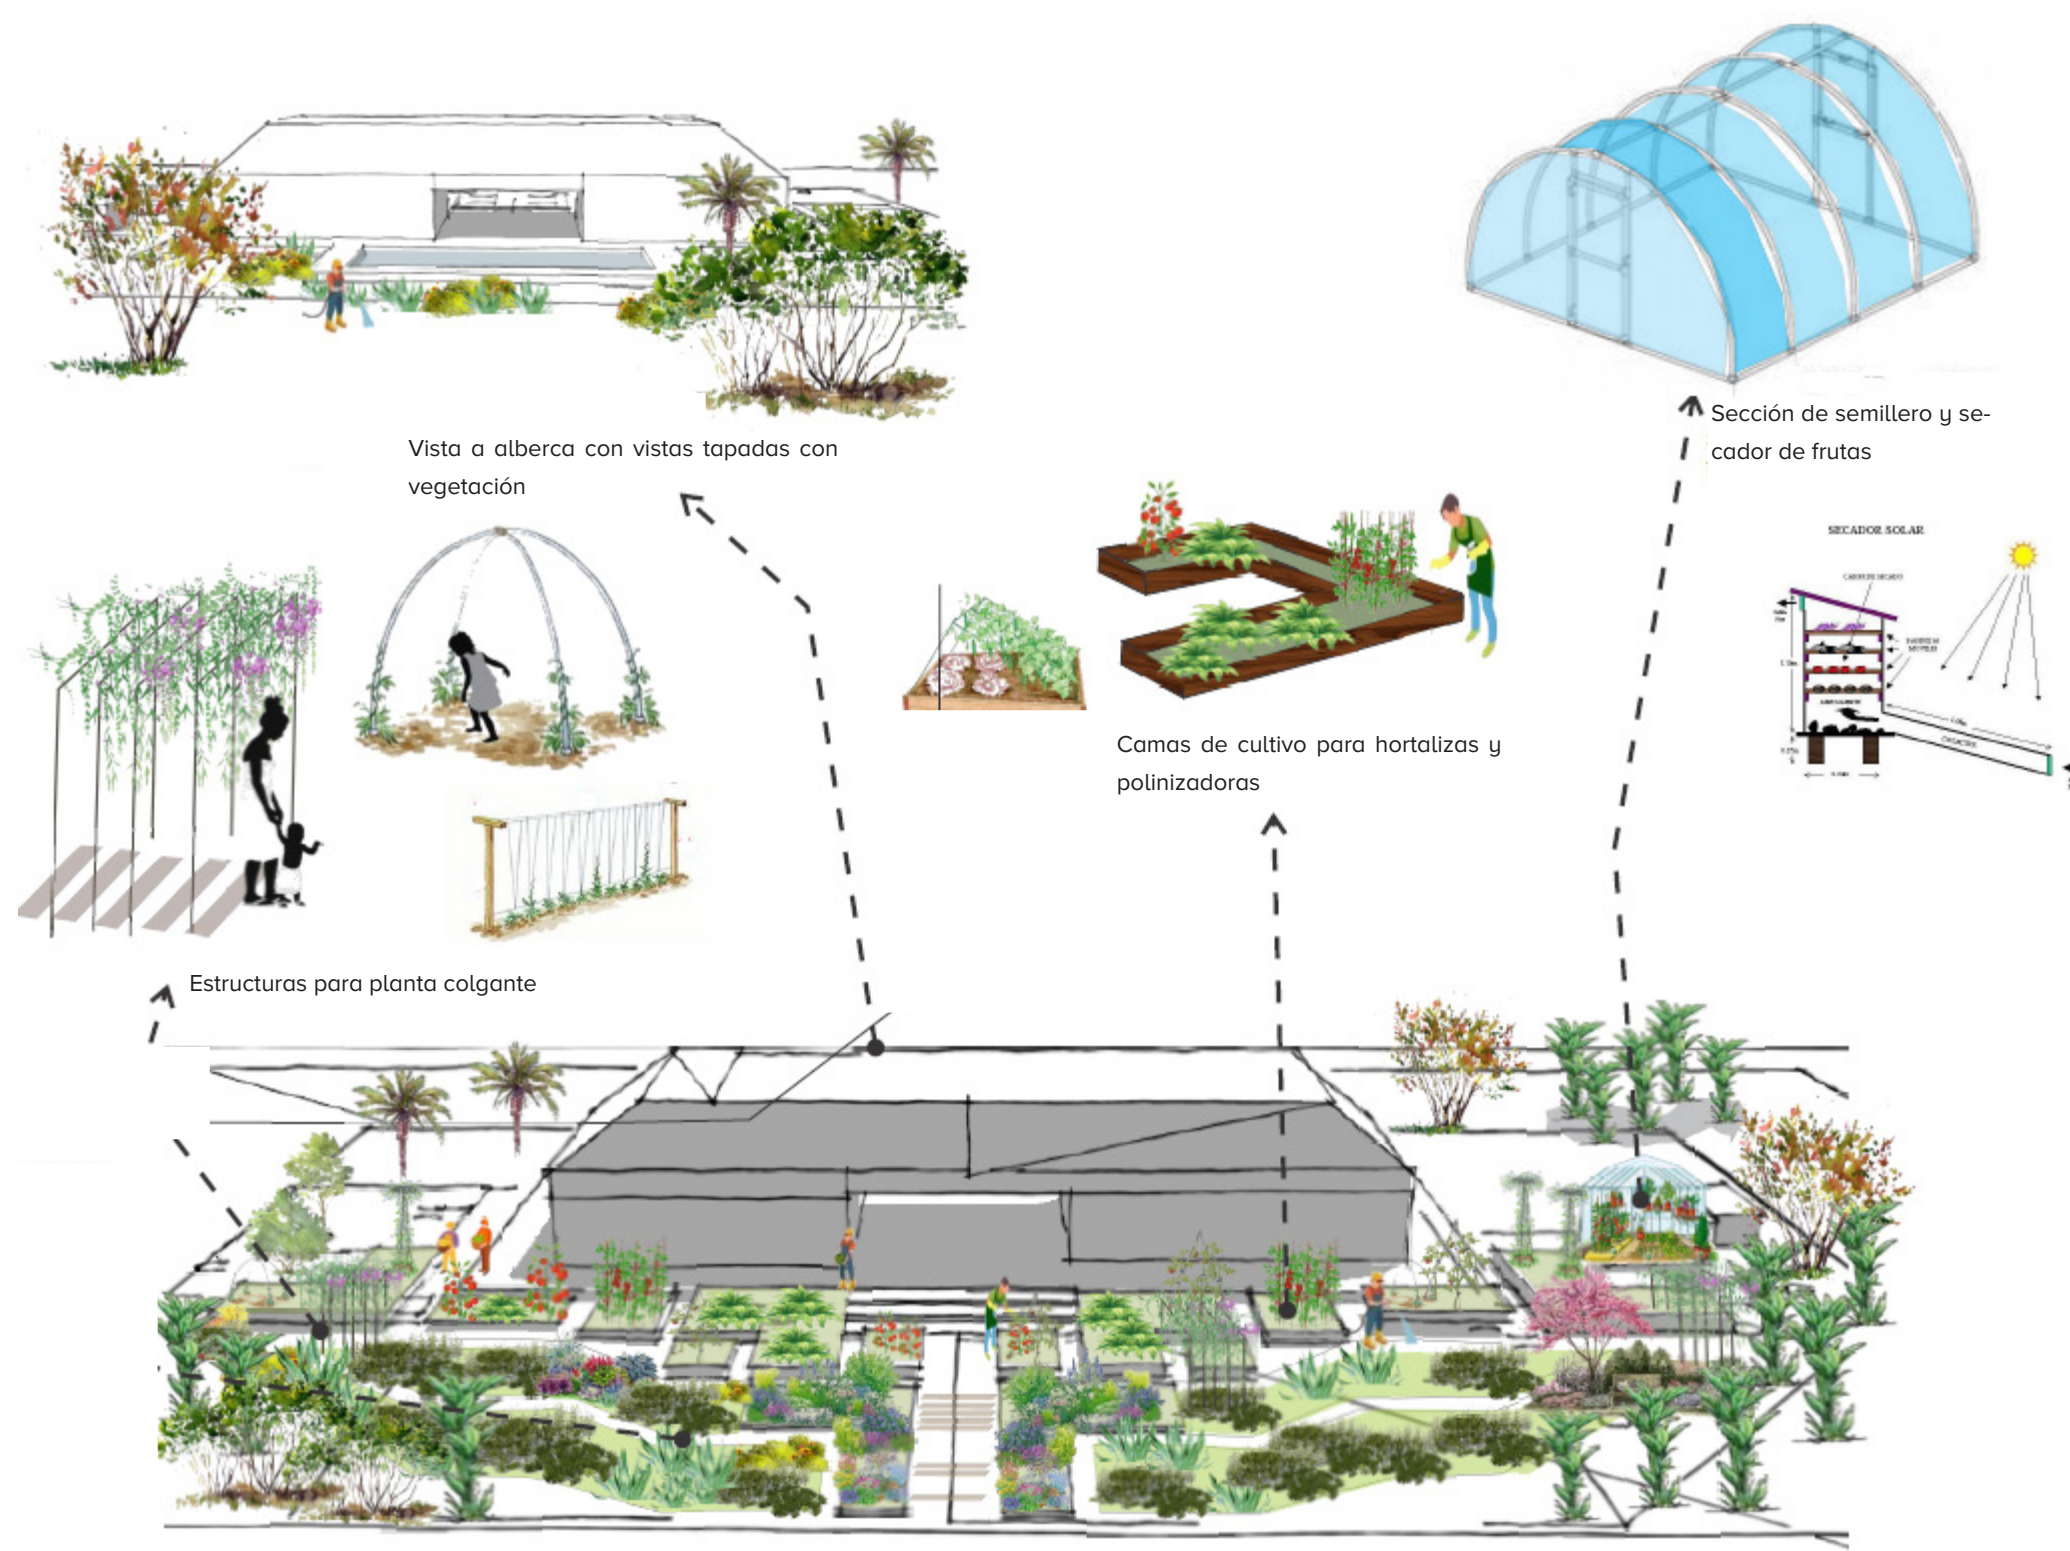 Vista a alberca con vistas tapadas con
vegetación
Sección de semillero y se-
cador de frutas
SECADOR SOLAR
Camas de cultivo para hortalizas y
polinizadoras
Estructuras para planta colgante